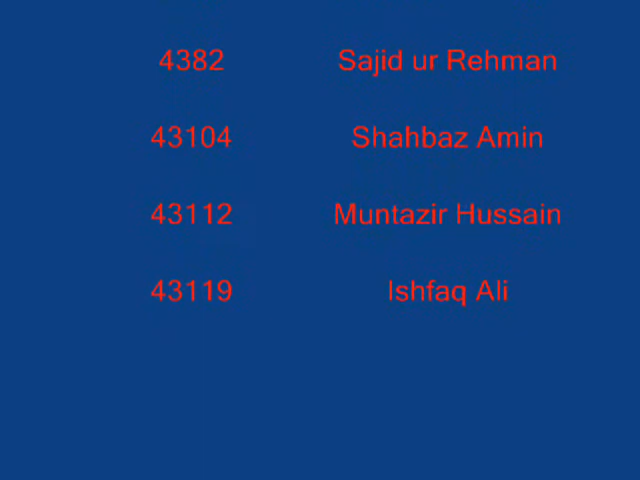 4382 Sajid ur Rehman
43104 Shahbaz Amin
43112 Muntazir Hussain
43119 Ishfaq Ali